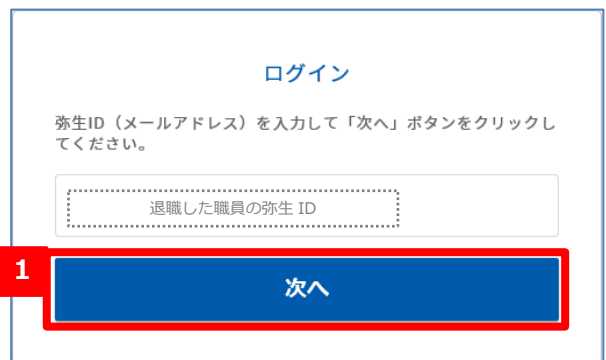 ログイン
弥生ID（メールアドレス）を入力して「次へ」ボタンをクリックし
てください。
退職した職員の弥生 ID
1
次へ